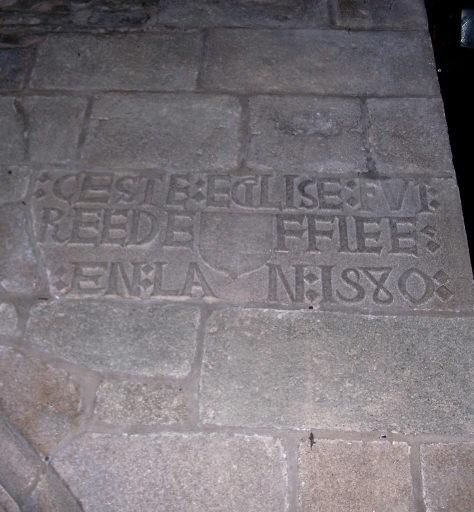 :CESTE:EGLISE:FVT:
REEDE FFIEE:
:EN:LA N:1580: